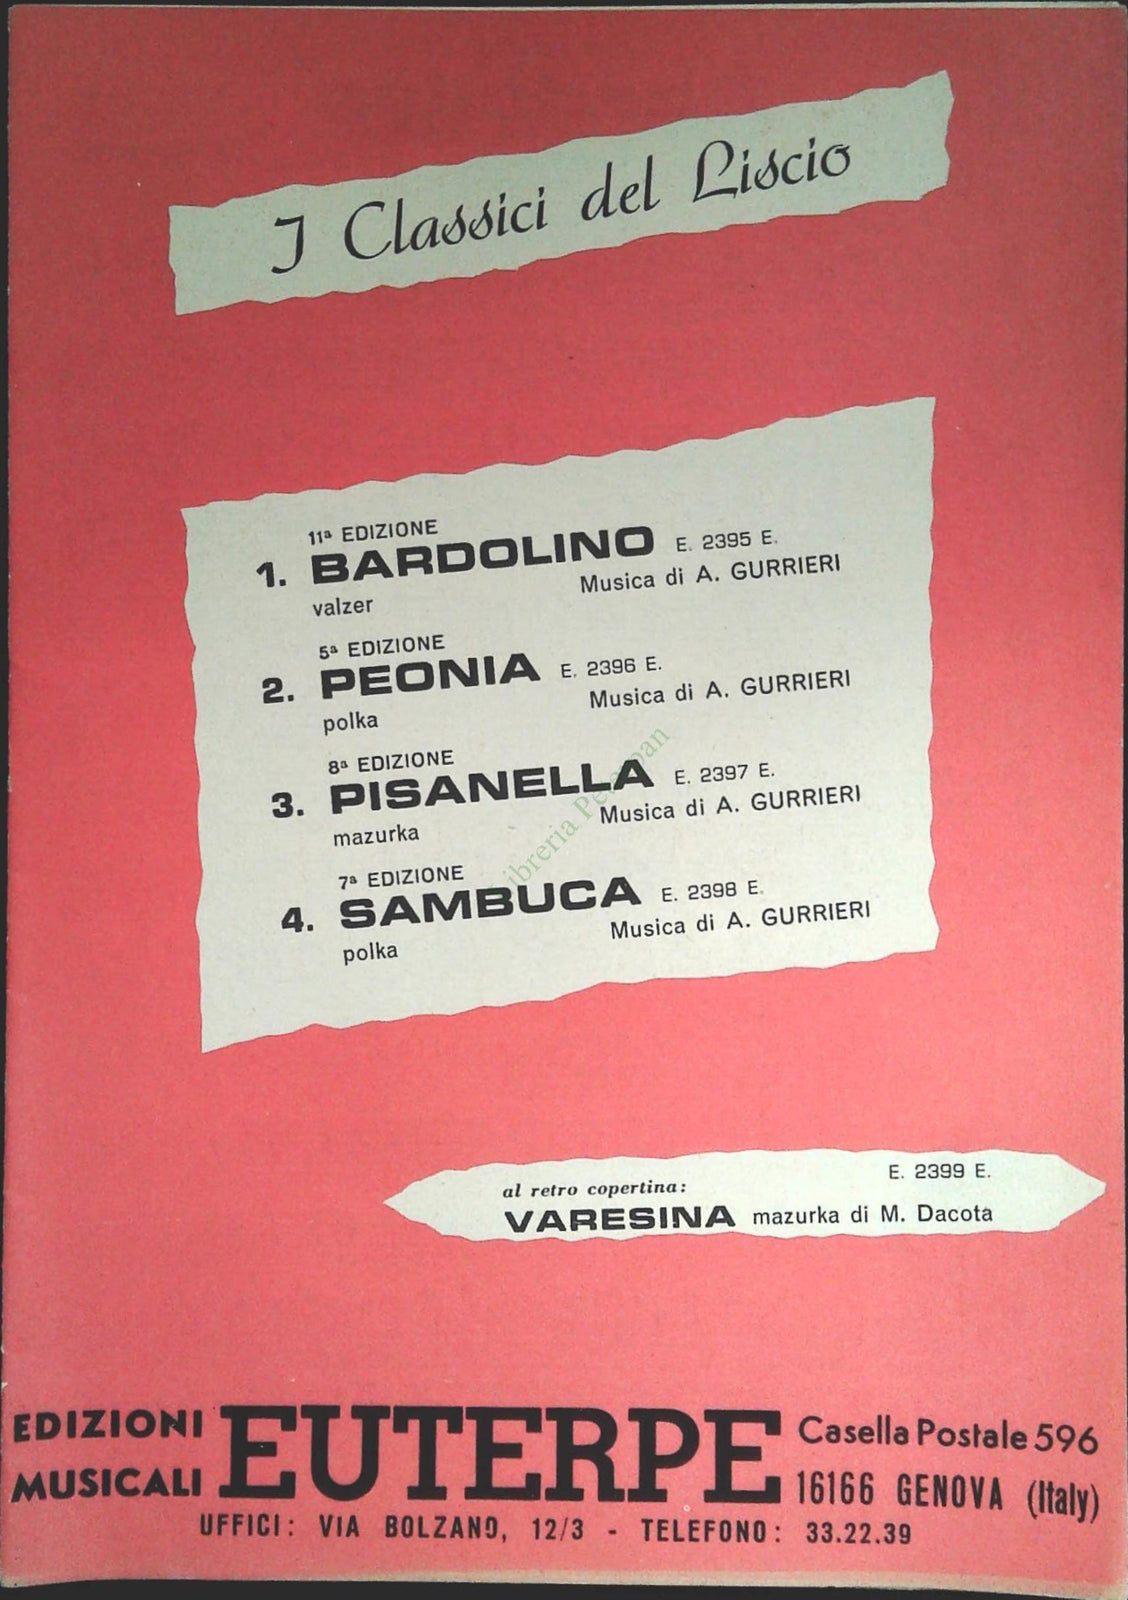 I Classici del Liscio
11ª EDIZIONE
1. BARDOLINO E. 2395 E.
Musica di A. GURRIERI
valzer
5ª EDIZIONE
2. PEONIA E. 2396 E.
Musica di A. GURRIERI
polka
8ª EDIZIONE
3. PISANELLA E. 2397 E.
Musica di A. GURRIERI
mazurka
7ª EDIZIONE
4. SAMBUCA E. 2398 E.
Musica di A. GURRIERI
polka
E. 2399 E.
al retro copertina:
VARESINA mazurka di M. Dacota
EDIZIONI MUSICALI EUTERPE Casella Postale 596
16166 GENOVA (Italy)
UFFICI: VIA BOLZANO, 12/3 - TELEFONO: 33.22.39